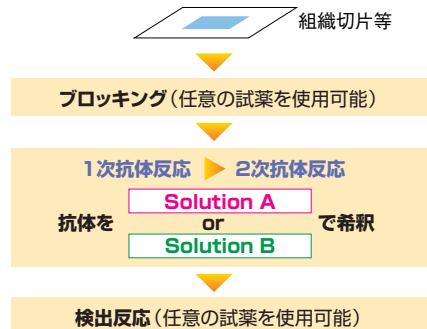 組織切片等
ブロッキング(任意の試薬を使用可能)
1次抗体反応 2次抗体反応
Solution A
抗体を or で希釈
Solution B
検出反応(任意の試薬を使用可能)